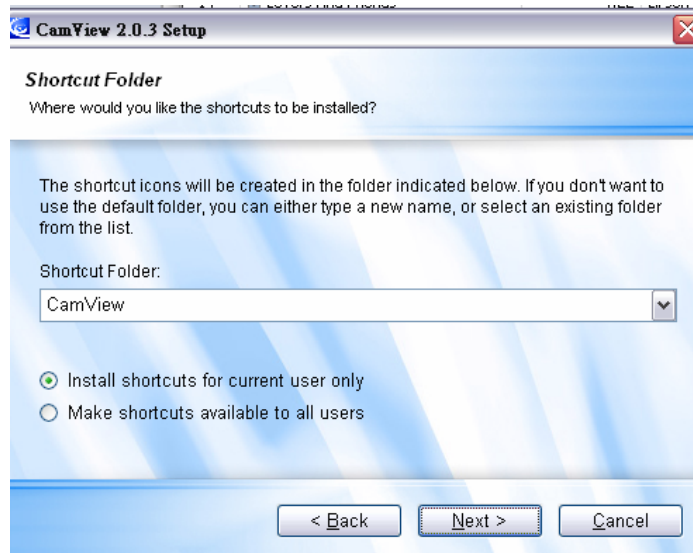 CamView 2.0.3 Setup
Shortcut Folder
Where would you like the shortcuts to be installed?
The shortcut icons will be created in the folder indicated below. If you don't want to
use the default folder, you can either type a new name, or select an existing folder
from the list.
Shortcut Folder:
CamView
Install shortcuts for current user only
Make shortcuts available to all users
< Back
Next >
Cancel